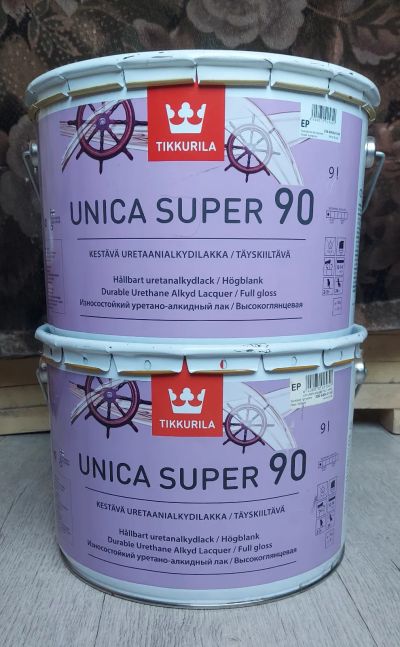 TIKKURILA
EP
9 l
UNICA SUPER 90
KESTÄVÄ URETAANIALKYDILAKKA / TÄYSKIILTÄVÄ
Hållbart uretanalkydlack / Högblank
Durable Urethane Alkyd Lacquer / Full gloss
Износостойкий уретано-алкидный лак / Высокоглянцевая
TIKKURILA
EP
9 l
UNICA SUPER 90
KESTÄVÄ URETAANIALKYDILAKKA / TÄYSKIILTÄVÄ
Hållbart uretanalkydlack / Högblank
Durable Urethane Alkyd Lacquer / Full gloss
Износостойкий уретано-алкидный лак / Высокоглянцевая